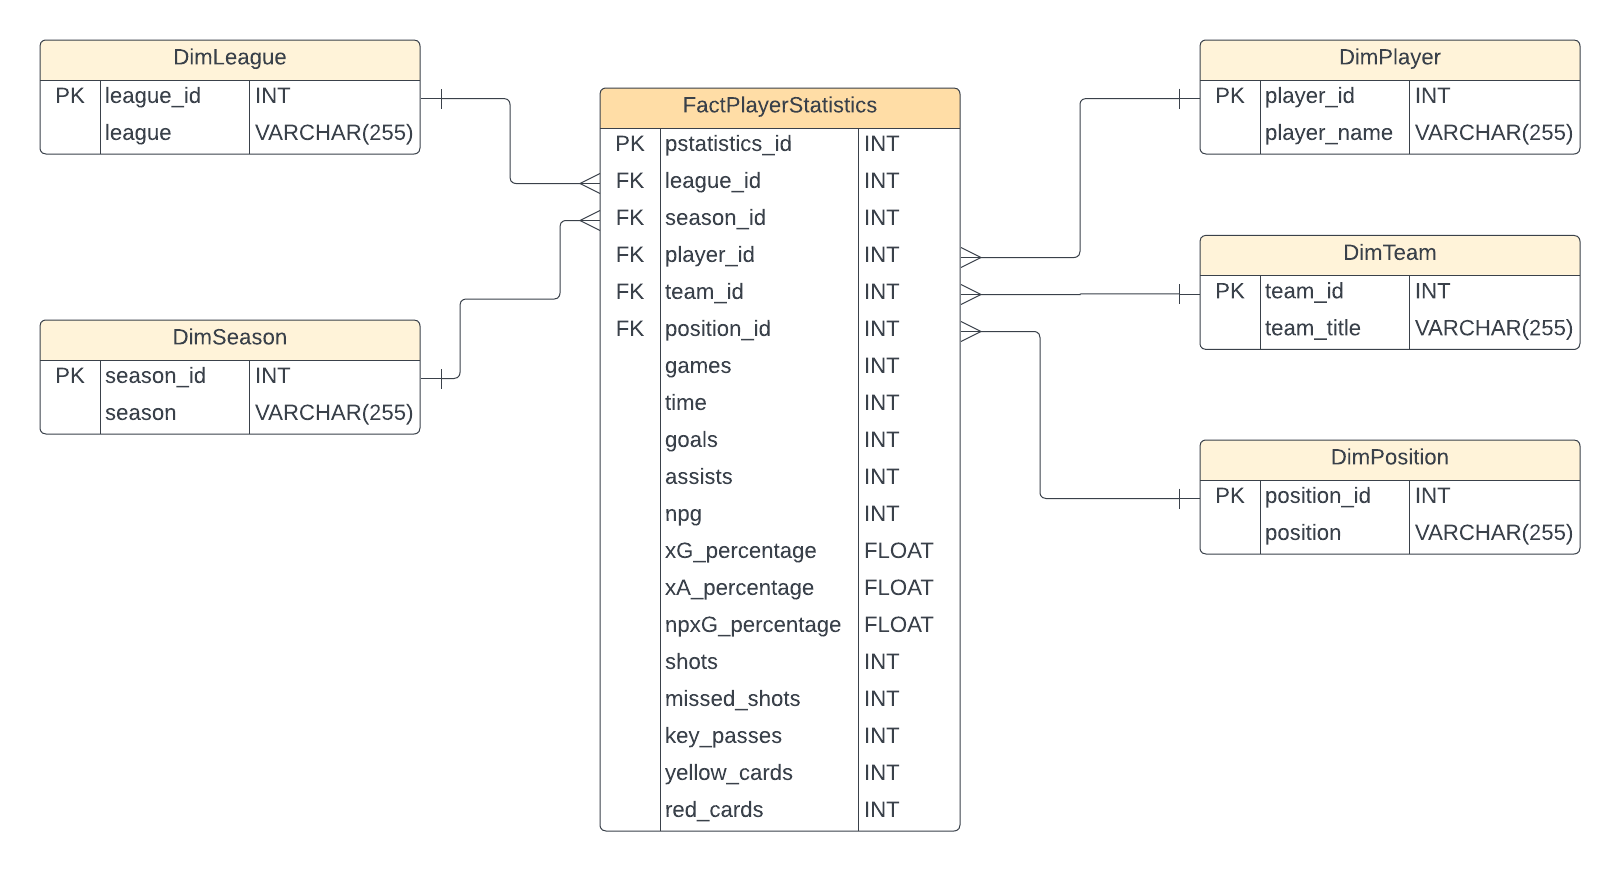 DimLeague
PK league_id INT
league VARCHAR(255)
DimSeason
PK season_id INT
season VARCHAR(255)
FactPlayerStatistics
PK pstatistics_id INT
FK league_id INT
FK season_id INT
FK player_id INT
FK team_id INT
FK position_id INT
games INT
time INT
goals INT
assists INT
npg INT
xG_percentage FLOAT
xA_percentage FLOAT
npxG_percentage FLOAT
shots INT
missed_shots INT
key_passes INT
yellow_cards INT
red_cards INT
DimPlayer
PK player_id INT
player_name VARCHAR(255)
DimTeam
PK team_id INT
team_title VARCHAR(255)
DimPosition
PK position_id INT
position VARCHAR(255)